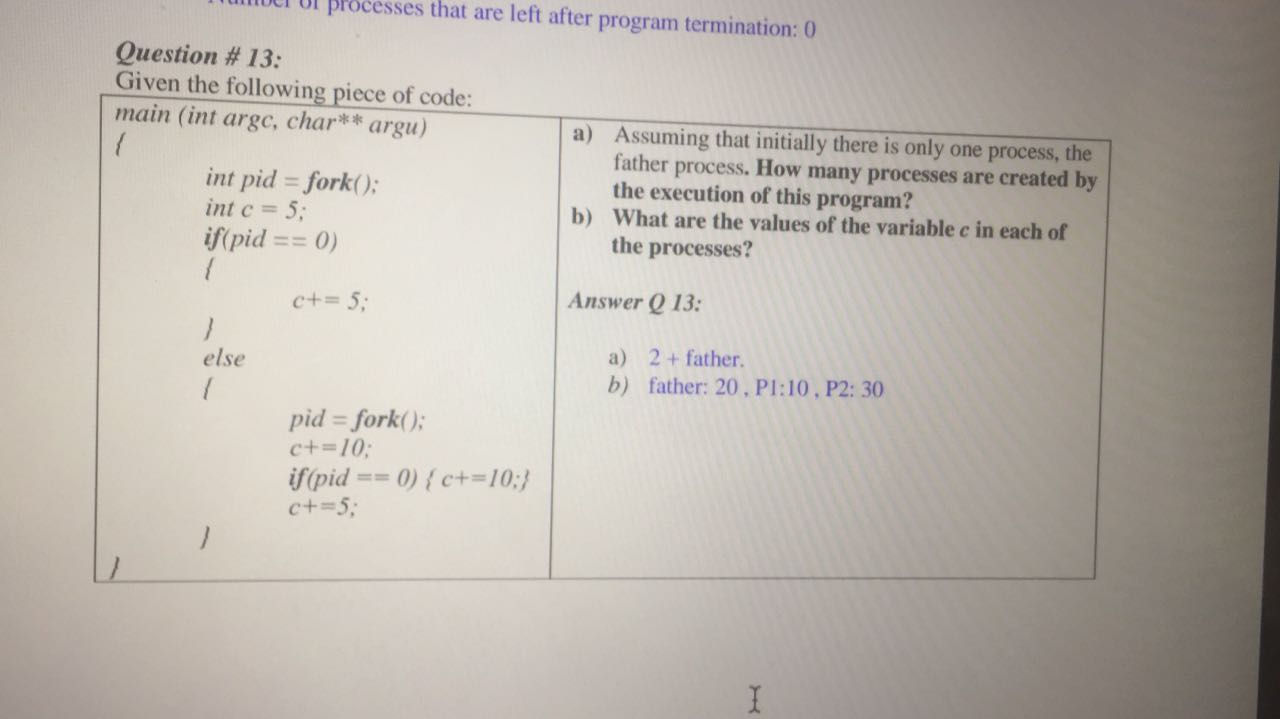 of processes that are left after program termination: 0
Question # 13:
Given the following piece of code:
main (int argc, char** argu)
{
int pid = fork();
int c = 5;
if(pid == 0)
{
c+= 5;
}
else
{
pid = fork();
c+=10;
if(pid == 0) { c+=10;}
c+=5;
}
}
a) Assuming that initially there is only one process, the
father process. How many processes are created by
the execution of this program?
b) What are the values of the variable c in each of
the processes?
Answer Q 13:
a) 2 + father.
b) father: 20 , P1:10 , P2: 30